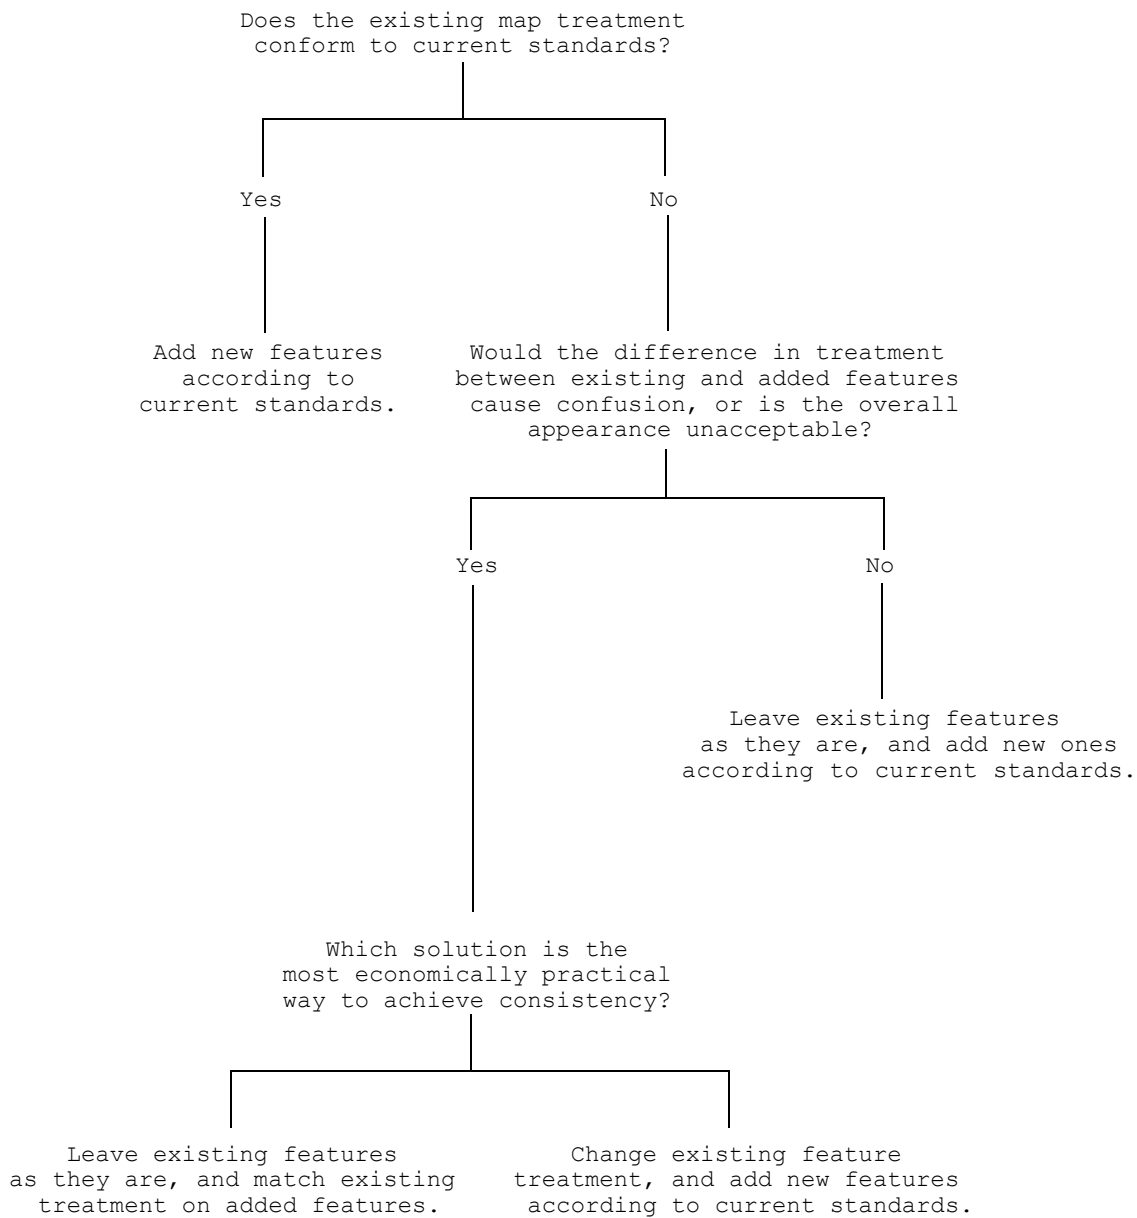 Does the existing map treatment
conform to current standards?
Yes
No
Add new features
according to
current standards.
Would the difference in treatment
between existing and added features
cause confusion, or is the overall
appearance unacceptable?
Yes
No
Leave existing features
as they are, and add new ones
according to current standards.
Which solution is the
most economically practical
way to achieve consistency?
Leave existing features
as they are, and match existing
treatment on added features.
Change existing feature
treatment, and add new features
according to current standards.